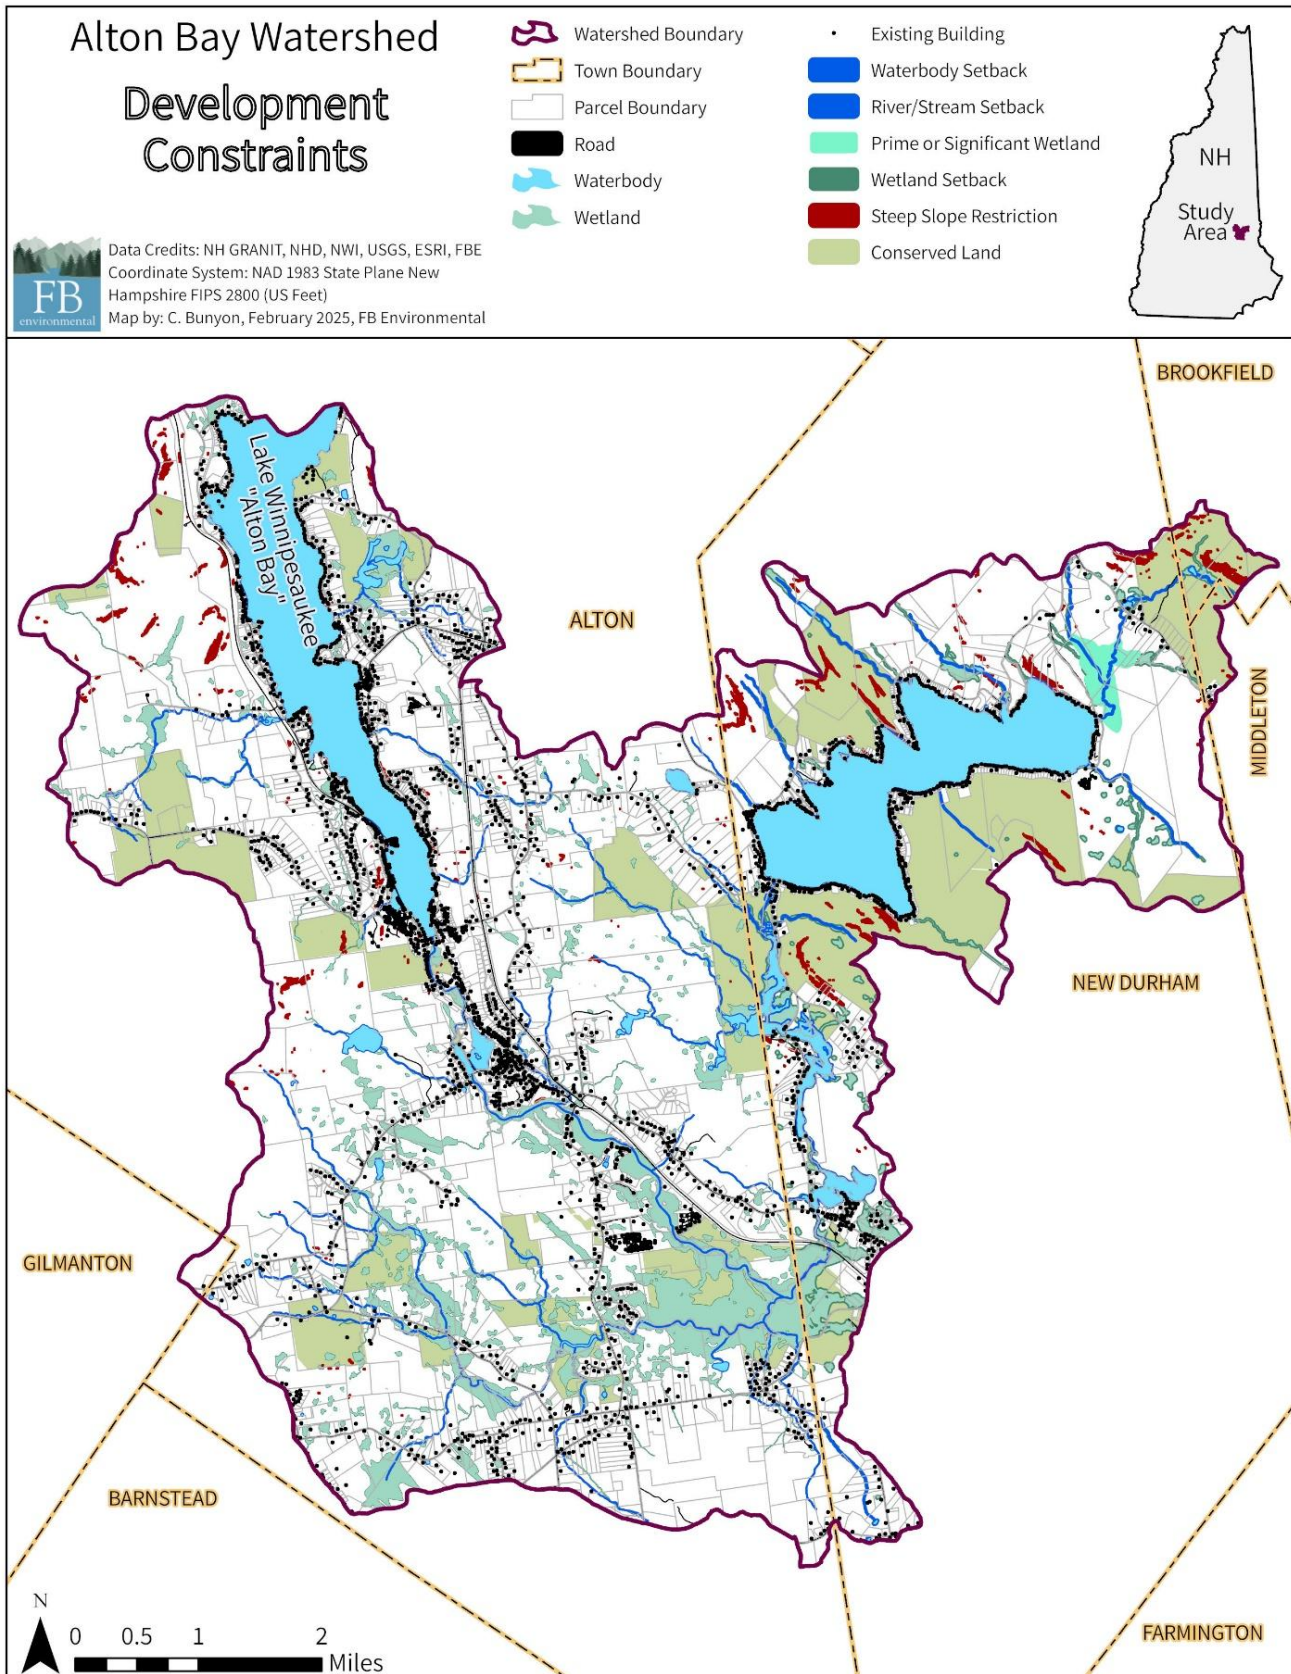 Alton Bay Watershed
Development
Constraints
FB
environmental
Data Credits: NH GRANIT, NHD, NWI, USGS, ESRI, FBE
Coordinate System: NAD 1983 State Plane New
Hampshire FIPS 2800 (US Feet)
Map by: C. Bunyon, February 2025, FB Environmental
Watershed Boundary
Town Boundary
Parcel Boundary
Road
Waterbody
Wetland
Existing Building
Waterbody Setback
River/Stream Setback
Prime or Significant Wetland
Wetland Setback
Steep Slope Restriction
Conserved Land
NH
Study
Area
BROOKFIELD
Lake Winnipesaukee
"Alton Bay"
ALTON
MIDDLETON
NEW DURHAM
GILMANTON
BARNSTEAD
FARMINGTON
N
0 0.5 1 2
Miles